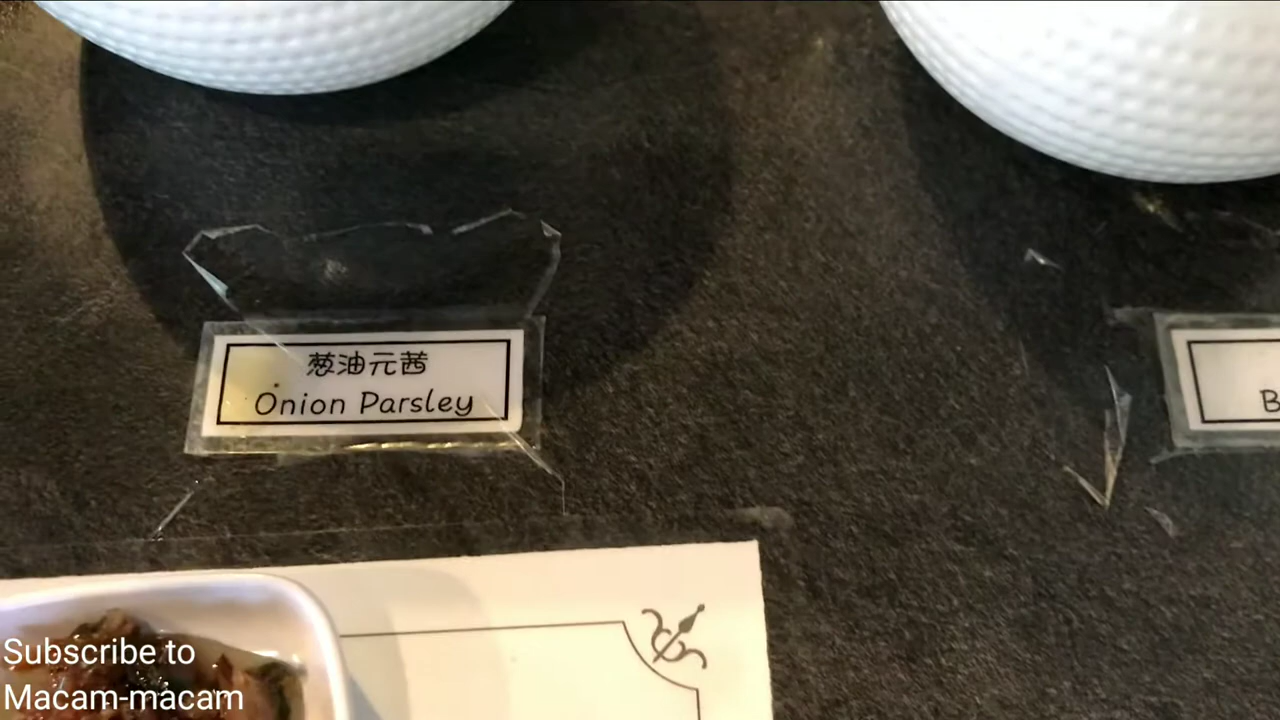 葱油元茜
Onion Parsley
B
Subscribe to
Macam-macam